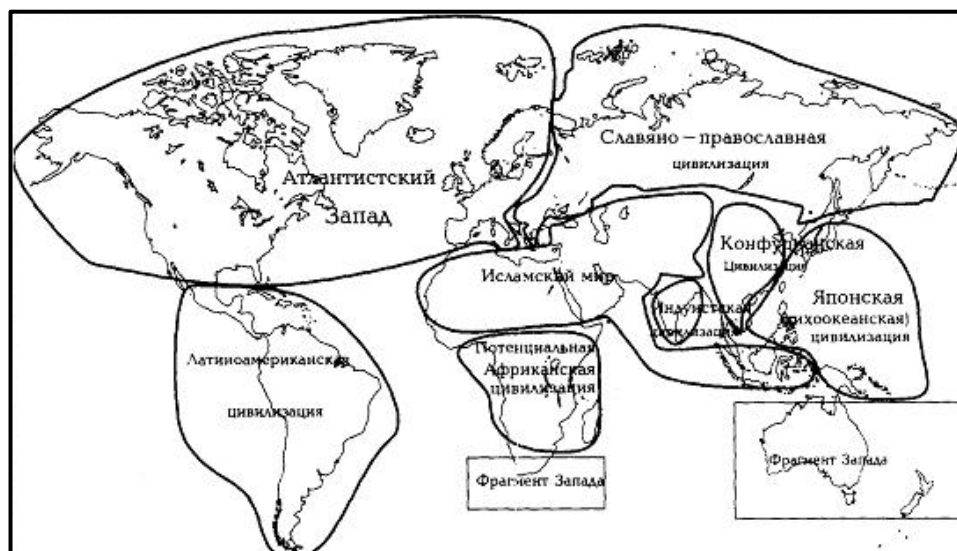 Атлантистский
Запад
Славяно – православная
цивилизация
Исламский мир
Конфуцианская
Цивилизация
Индуистская
цивилизация
Японская
(тихоокеанская)
цивилизация
Латиноамериканская
цивилизация
Потенциальная
Африканская
цивилизация
Фрагмент Запада
Фрагмент Запада